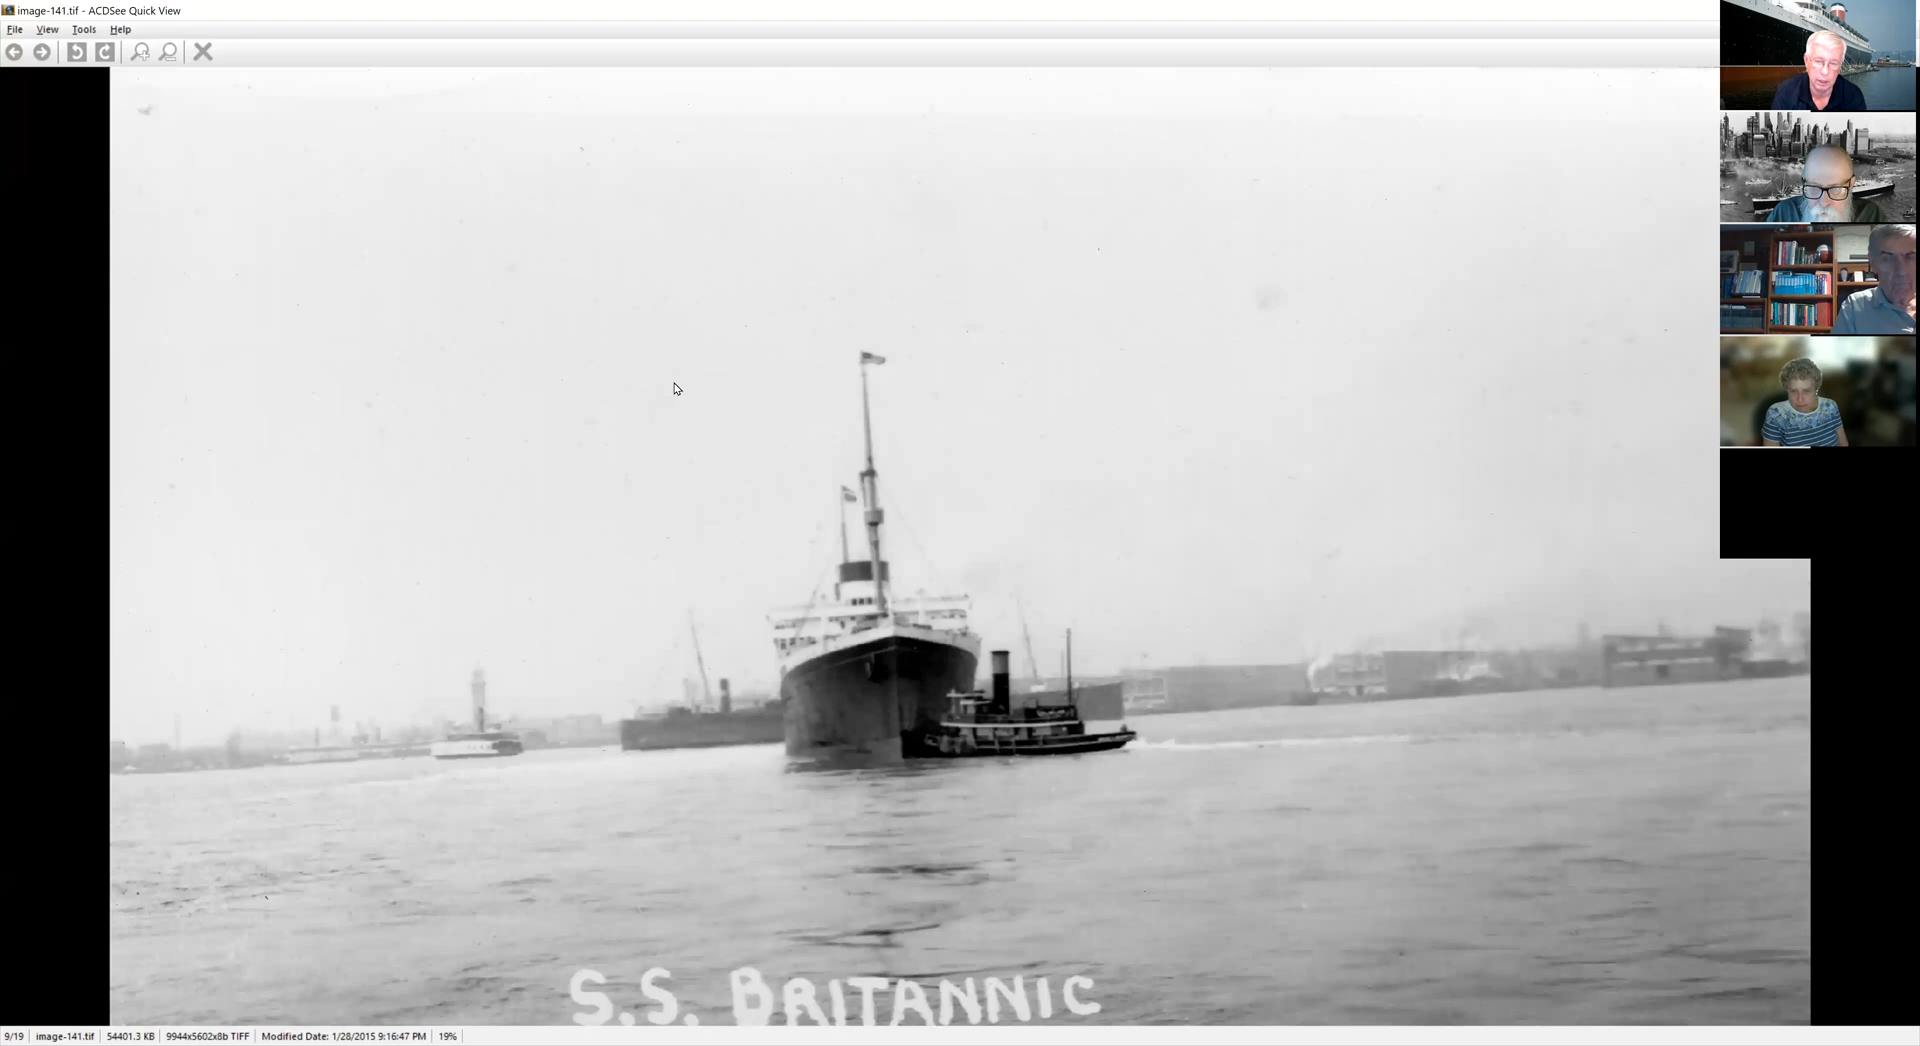 image-141.tif - ACDSee Quick View
File View Tools Help
S.S. BRITANNIC
9/19 image-141.tif 54401.3 KB 9944x5602x8b TIFF Modified Date: 1/28/2015 9:16:47 PM 19%